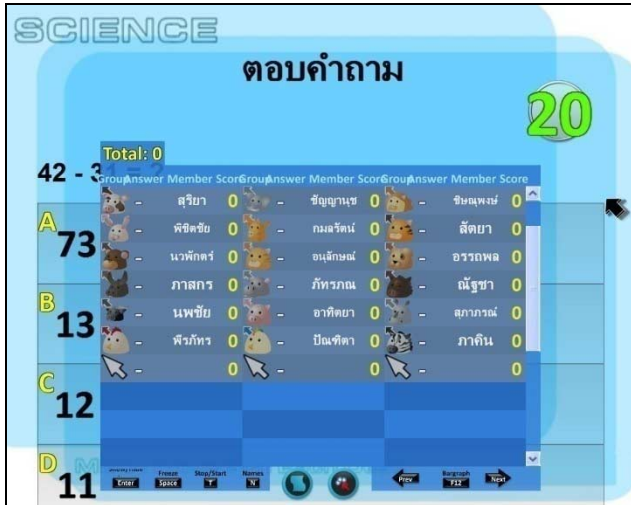 SCIENCE
ตอบคำถาม
20
Total: 0
42 - 31 = ?
Group Answer Member Score Group Answer Member Score Group Answer Member Score
- สุริยา 0 - ชัญญานุช 0 - ชิษณุพงษ์ 0
A 73
- พิชิตชัย 0 - กมลรัตน์ 0 - สัตยา 0
- นวพักตร์ 0 - อนุลักษณ์ 0 - อรรถพล 0
- ภาสกร 0 - ภัทรภณ 0 - ณัฐชา 0
B 13
- นพชัย 0 - อาทิตยา 0 - สุภาภรณ์ 0
- พีรภัทร 0 - ปัณฑิตา 0 - ภาคิน 0
- 0 - 0 - 0
C 12
D 11
Freeze Stop/Start Names Bargraph
Enter Space T N Prev F12 Next